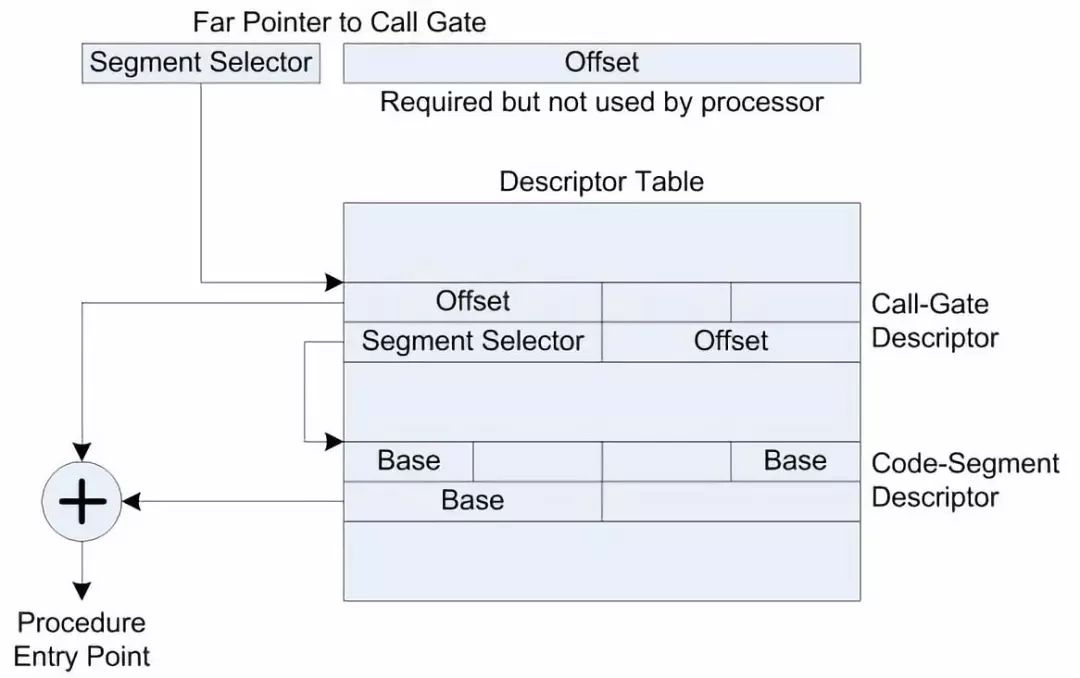 Far Pointer to Call Gate
Segment Selector
Offset
Required but not used by processor
Descriptor Table
Offset
Segment Selector
Offset
Call-Gate
Descriptor
Base
Base
Base
Code-Segment
Descriptor
Procedure
Entry Point